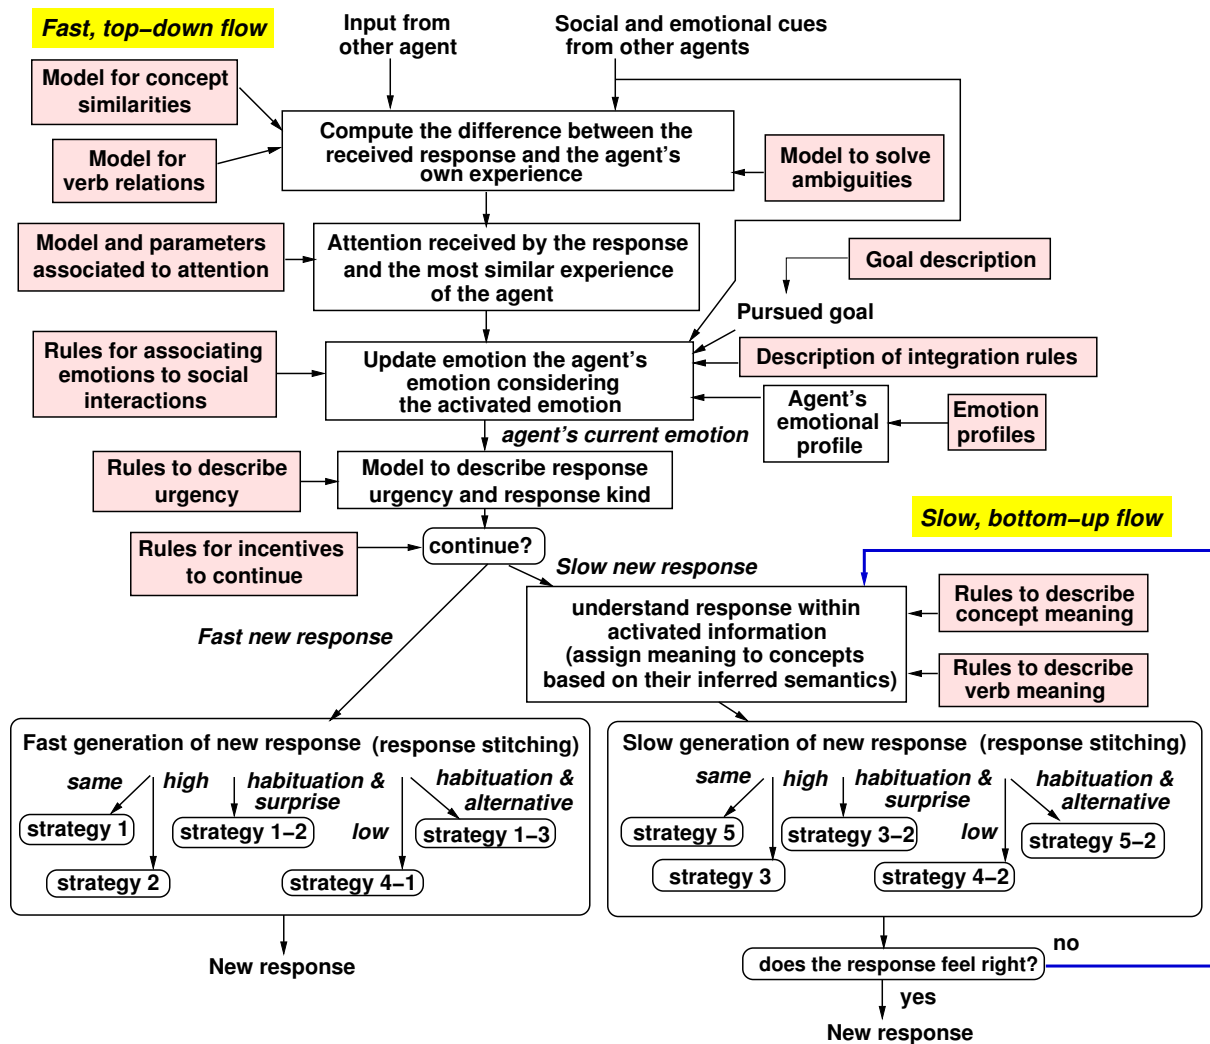 Fast, top−down flow
Input from
other agent
Social and emotional cues
from other agents
Model for concept
similarities
Compute the difference between the
received response and the agent's
own experience
Model for
verb relations
Model to solve
ambiguities
Model and parameters
associated to attention
Attention received by the response
and the most similar experience
of the agent
Goal description
Pursued goal
Rules for associating
emotions to social
interactions
Update emotion the agent's
emotion considering
the activated emotion
Description of integration rules
Agent's
emotional
profile
Emotion
profiles
agent's current emotion
Rules to describe
urgency
Model to describe response
urgency and response kind
Slow, bottom−up flow
Rules for incentives
to continue
continue?
Slow new response
Fast new response
understand response within
activated information
(assign meaning to concepts
based on their inferred semantics)
Rules to describe
concept meaning
Rules to describe
verb meaning
Fast generation of new response (response stitching)
same
high
habituation &
surprise
low
habituation &
alternative
strategy 1
strategy 1−2
strategy 1−3
strategy 2
strategy 4−1
New response
Slow generation of new response (response stitching)
same
high
habituation &
surprise
low
habituation &
alternative
strategy 5
strategy 3−2
strategy 5−2
strategy 3
strategy 4−2
does the response feel right?
no
yes
New response